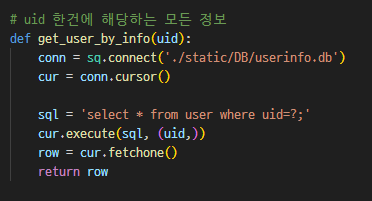 # uid 한건에 해당하는 모든 정보
def get_user_by_info(uid):
    conn = sq.connect('./static/DB/userinfo.db')
    cur = conn.cursor()

    sql = 'select * from user where uid=?;'
    cur.execute(sql, (uid,))
    row = cur.fetchone()
    return row